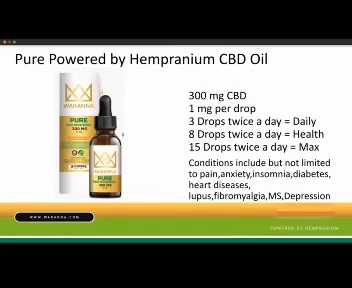 Pure Powered by Hempranium CBD Oil
WAKANNA
PURE
300 MG
WAKANNA
PURE
300 mg CBD
1 mg per drop
3 Drops twice a day = Daily
8 Drops twice a day = Health
15 Drops twice a day = Max
Conditions include but not limited
to pain,anxiety,insomnia,diabetes,
heart diseases,
lupus,fibromyalgia,MS,Depression
WWW.WAKANNA.COM
POWERED BY HEMPRANIUM